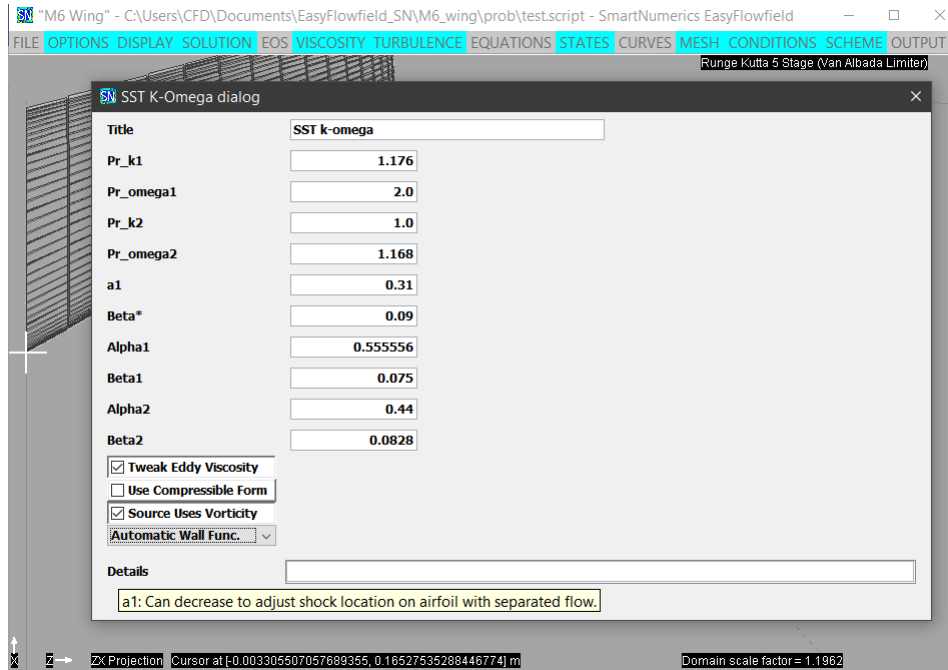 SN "M6 Wing" - C:\Users\CFD\Documents\EasyFlowfield_SN\M6_wing\prob\test.script - SmartNumerics EasyFlowfield
FILE OPTIONS DISPLAY SOLUTION EOS VISCOSITY TURBULENCE EQUATIONS STATES CURVES MESH CONDITIONS SCHEME OUTPUT
Runge Kutta 5 Stage (Van Albada Limiter)
SN SST K-Omega dialog
Title SST k-omega
Pr_k1 1.176
Pr_omega1 2.0
Pr_k2 1.0
Pr_omega2 1.168
a1 0.31
Beta* 0.09
Alpha1 0.555556
Beta1 0.075
Alpha2 0.44
Beta2 0.0828
Tweak Eddy Viscosity
Use Compressible Form
Source Uses Vorticity
Automatic Wall Func.
Details
a1: Can decrease to adjust shock location on airfoil with separated flow.
X Z ZX Projection Cursor at [-0.003305507057689355, 0.16527535288446774] m Domain scale factor = 1.1962